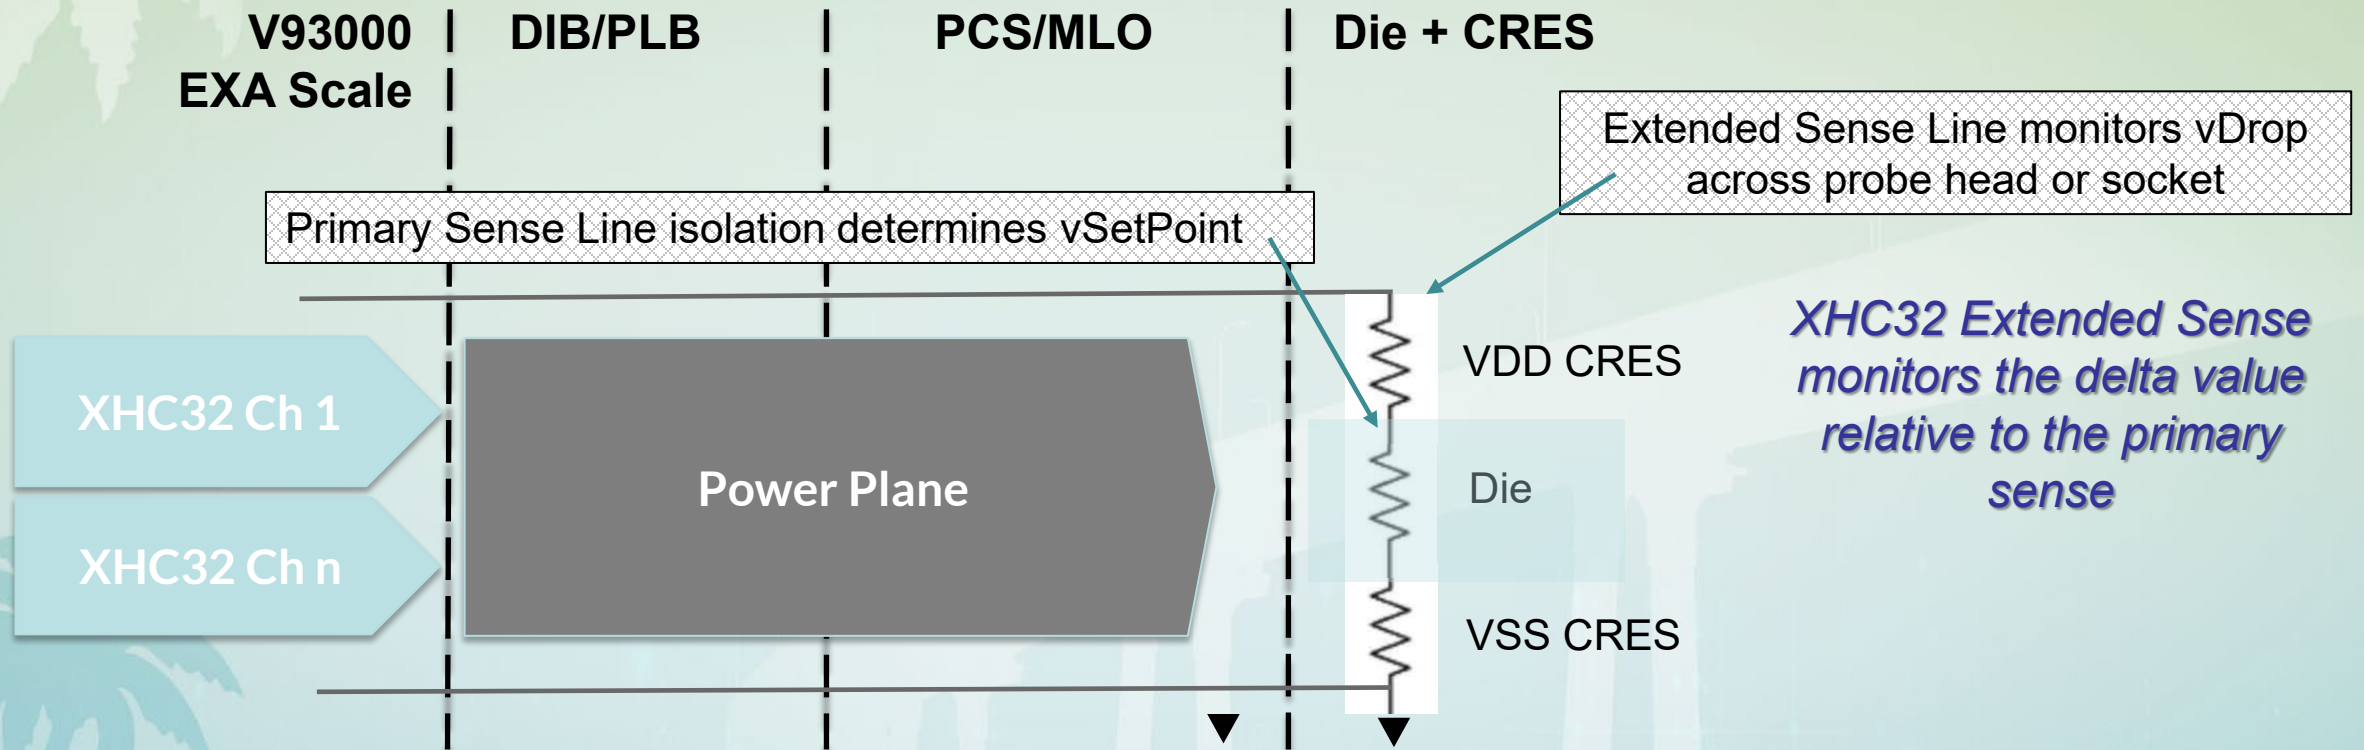 V93000
EXA Scale
DIB/PLB
PCS/MLO
Die + CRES
Extended Sense Line monitors vDrop
across probe head or socket
Primary Sense Line isolation determines vSetPoint
XHC32 Ch 1
XHC32 Ch n
Power Plane
VDD CRES
Die
VSS CRES
XHC32 Extended Sense
monitors the delta value
relative to the primary
sense